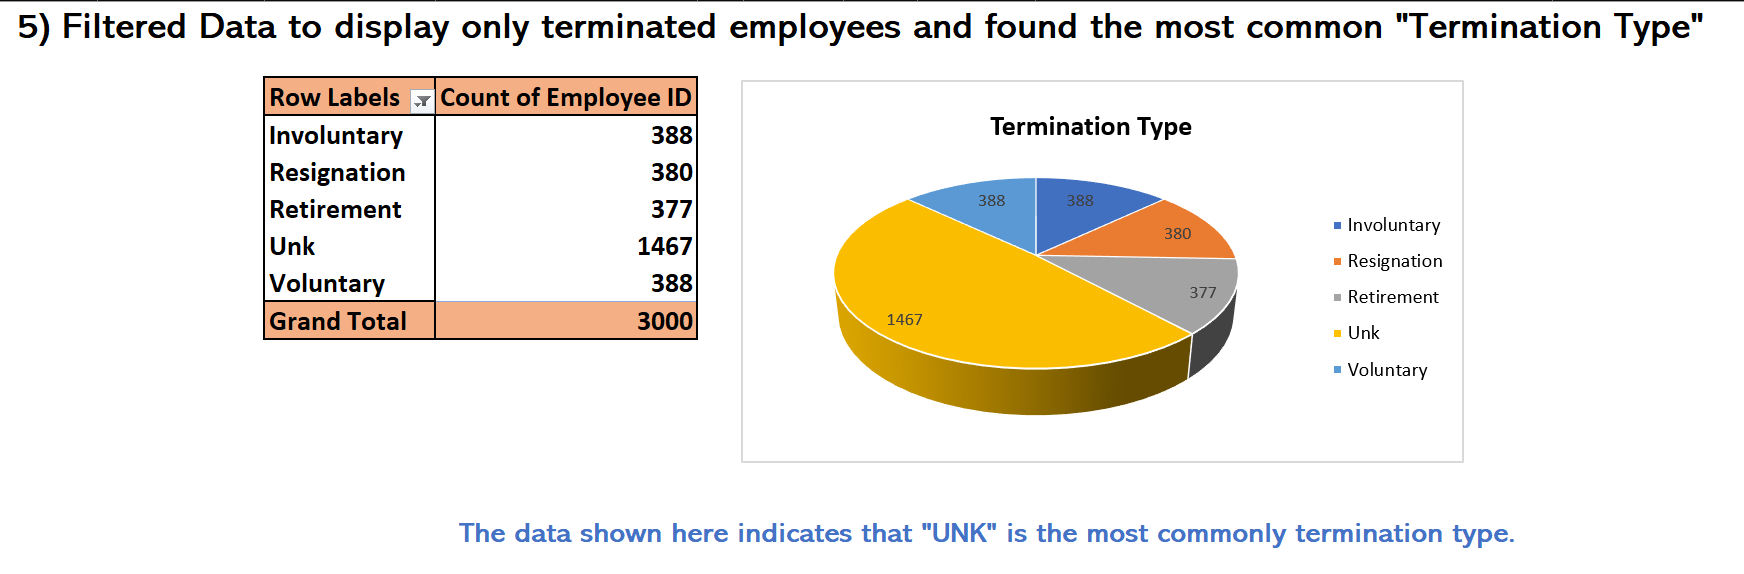 5) Filtered Data to display only terminated employees and found the most common "Termination Type"
Row Labels Count of Employee ID
Involuntary 388
Resignation 380
Retirement 377
Unk 1467
Voluntary 388
Grand Total 3000
Termination Type
388 388
380
377
1467
Involuntary
Resignation
Retirement
Unk
Voluntary
The data shown here indicates that "UNK" is the most commonly termination type.